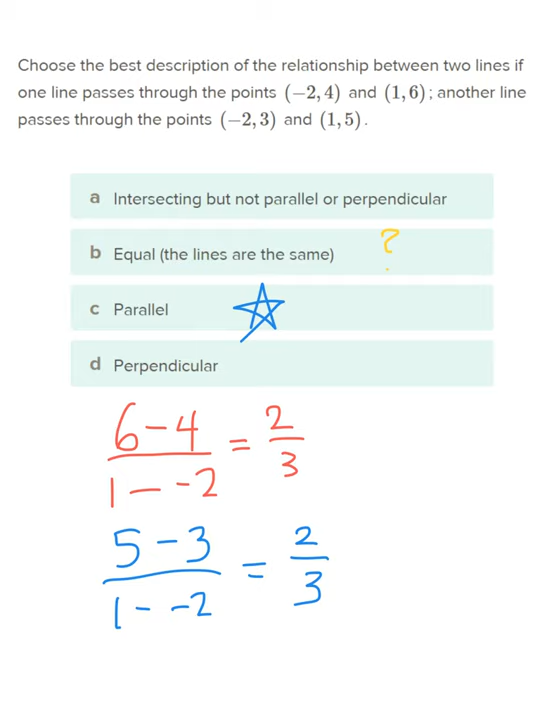 Choose the best description of the relationship between two lines if
one line passes through the points (−2, 4) and (1, 6); another line
passes through the points (−2, 3) and (1, 5).
a Intersecting but not parallel or perpendicular
b Equal (the lines are the same) ?
c Parallel
d Perpendicular
6 − 4 / 1 − −2 = 2 / 3
5 − 3 / 1 − −2 = 2 / 3